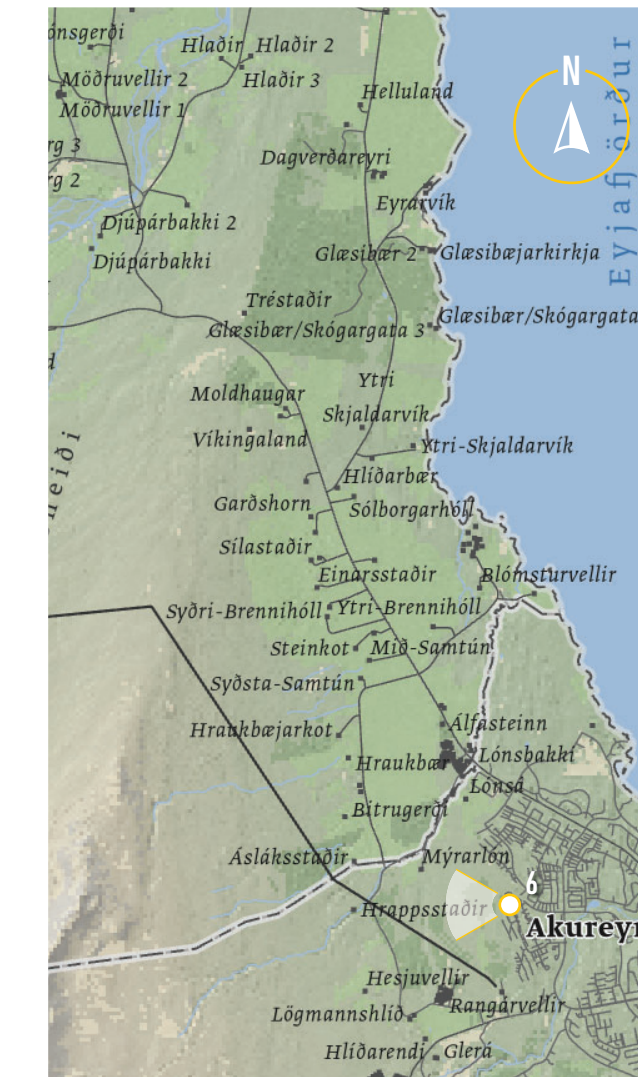 ónsgerði
Hlaðir
Hlaðir 2
Möðruvellir 2
Hlaðir 3
Möðruvellir 1
Helluland
N
Eyjafjörður
rg 3
rg 2
Dagverðareyri
Eyrarvík
Djúpárbakki 2
Djúpárbakki
Glæsibær 2
Glæsibæjarkirkja
Tréstaðir
Glæsibær/Skógargata 3
Glæsibær/Skógargata
Ytri
Skjaldarvík
Moldhaugar
Víkingaland
Ytri-Skjaldarvík
Hlíðarbær
Garðshorn
Sólborgarhóll
Sílastaðir
Einarsstaðir
Blómsturvellir
Syðri-Brennihóll
Ytri-Brennihóll
Steinkot
Mið-Samtún
Syðsta-Samtún
Hraukbæjarkot
Álfasteinn
Hraukbær
Lónsbakki
Lónsá
Bitrugerði
Ásláksstaðir
Mýrarlón
6
Hrappsstaðir
Akurey
Hesjuvellir
Rangárvellir
Lögmannshlíð
Hlíðarendi
Glerá